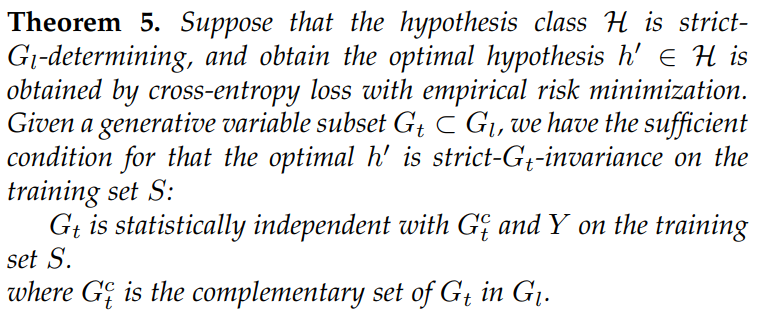 Theorem 5. Suppose that the hypothesis class $\mathcal{H}$ is strict-
$G_l$-determining, and obtain the optimal hypothesis $h' \in \mathcal{H}$ is
obtained by cross-entropy loss with empirical risk minimization.
Given a generative variable subset $G_t \subset G_l$, we have the sufficient
condition for that the optimal $h'$ is strict-$G_t$-invariance on the
training set $S$:
$G_t$ is statistically independent with $G_t^c$ and $Y$ on the training
set $S$.
where $G_t^c$ is the complementary set of $G_t$ in $G_l$.